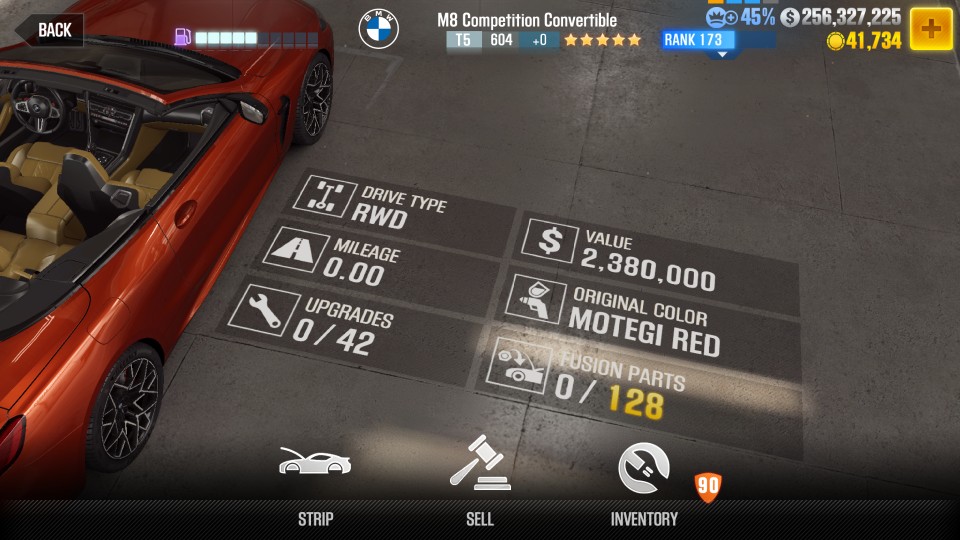 BACK
BMW
M8 Competition Convertible
T5 604 +0
RANK 173
45%
$ 256,327,225
41,734
DRIVE TYPE
RWD
MILEAGE
0.00
UPGRADES
0 / 42
$
VALUE
2,380,000
ORIGINAL COLOR
MOTEGI RED
FUSION PARTS
0 / 128
STRIP
SELL
INVENTORY
90